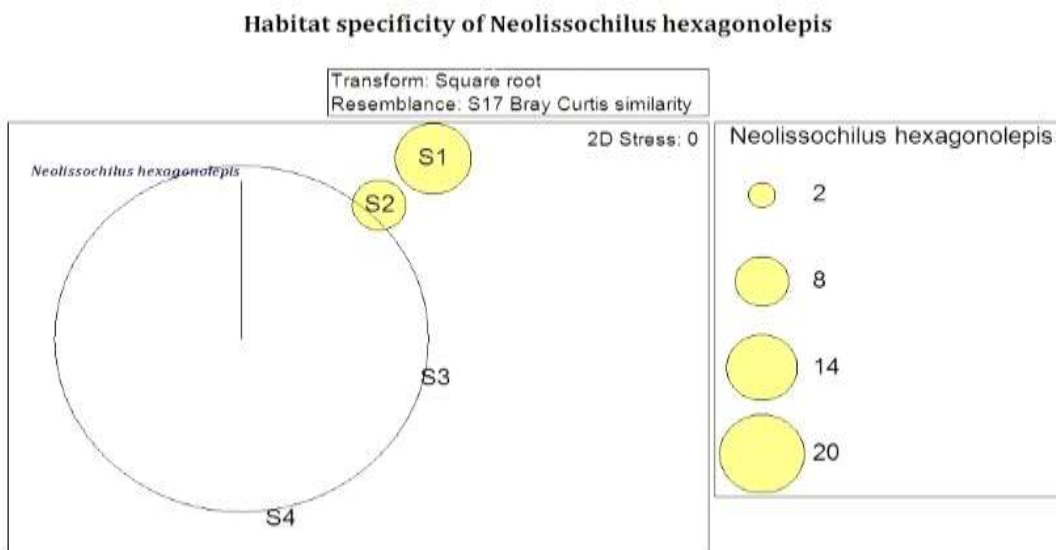 Habitat specificity of Neolissochilus hexagonolepis
Transform: Square root
Resemblance: S17 Bray Curtis similarity
2D Stress: 0
Neolissochilus hexagonolepis
S1
S2
S3
S4
Neolissochilus hexagonolepis
2
8
14
20